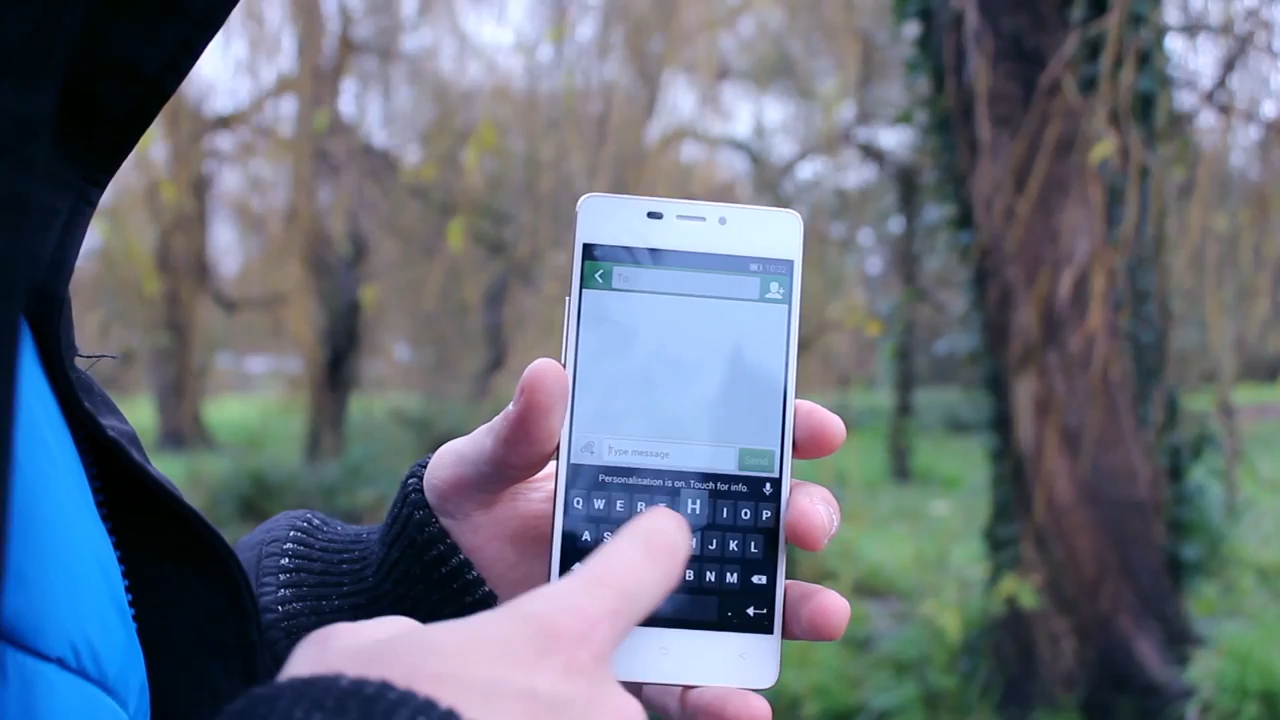 10:22
To
Type message
Send
Personalisation is on. Touch for info.
Q W E R T H I O P
A S H J K L
B N M
.